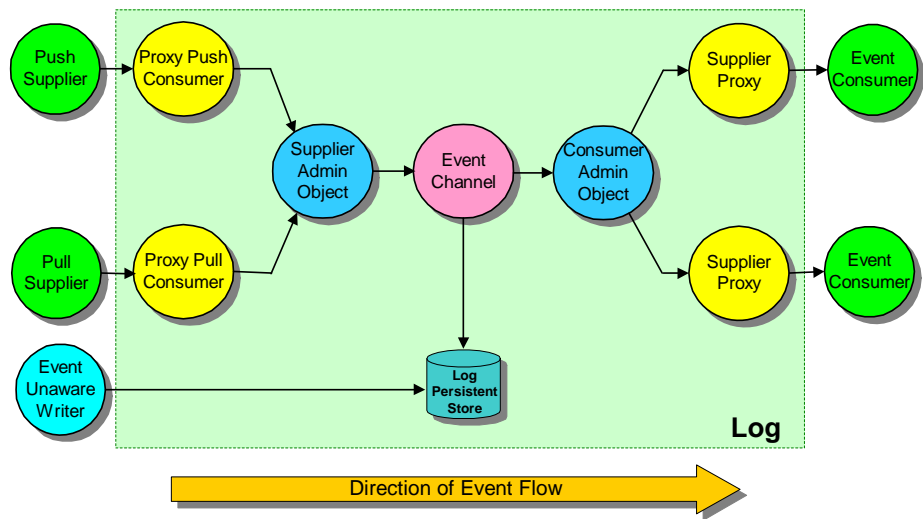 Push
Supplier
Proxy Push
Consumer
Supplier
Proxy
Event
Consumer
Supplier
Admin
Object
Event
Channel
Consumer
Admin
Object
Pull
Supplier
Proxy Pull
Consumer
Supplier
Proxy
Event
Consumer
Event
Unaware
Writer
Log
Persistent
Store
Log
Direction of Event Flow